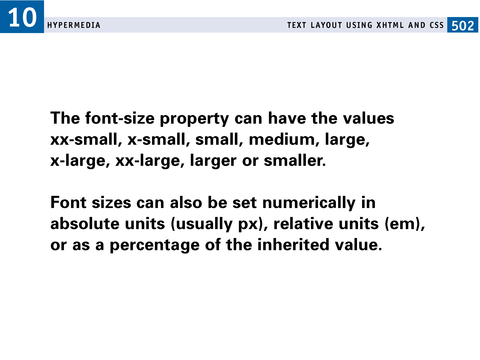 10 HYPERMEDIA TEXT LAYOUT USING XHTML AND CSS 502
The font-size property can have the values
xx-small, x-small, small, medium, large,
x-large, xx-large, larger or smaller.
Font sizes can also be set numerically in
absolute units (usually px), relative units (em),
or as a percentage of the inherited value.